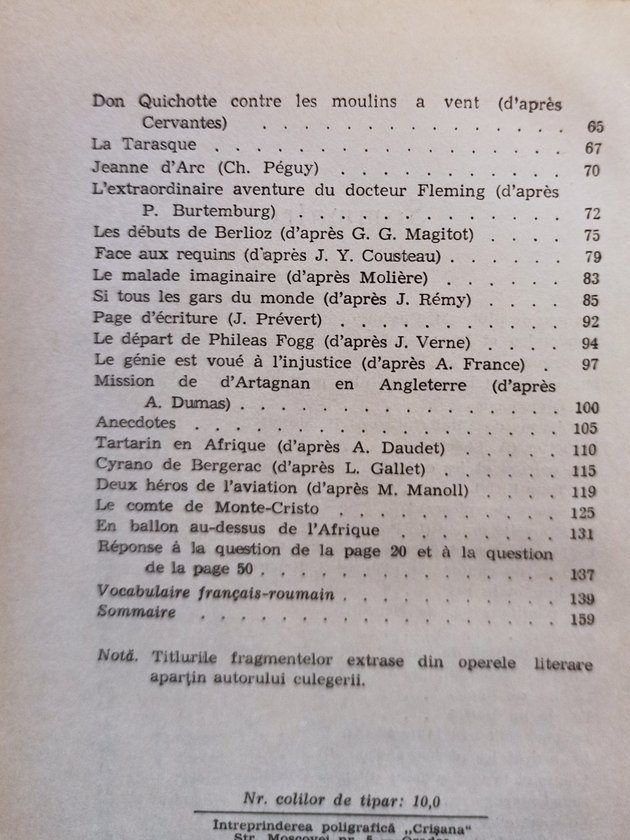 Don Quichotte contre les moulins a vent (d'après
Cervantes) . . . . . . . . . . . . 65
La Tarasque . . . . . . . . . . . . . . 67
Jeanne d'Arc (Ch. Péguy) . . . . . . . . . 70
L'extraordinaire aventure du docteur Fleming (d'après
P. Burtemburg) . . . . . . . . . . . 72
Les débuts de Berlioz (d'après G. G. Magitot) . . . . 75
Face aux requins (d'après J. Y. Cousteau) . . . . . 79
Le malade imaginaire (d'après Molière) . . . . . 83
Si tous les gars du monde (d'après J. Rémy) . . . . 85
Page d'écriture (J. Prévert) . . . . . . . . . 92
Le départ de Phileas Fogg (d'après J. Verne) . . . . 94
Le génie est voué à l'injustice (d'après A. France) . 97
Mission de d'Artagnan en Angleterre (d'après
A. Dumas) . . . . . . . . . . . . . 100
Anecdotes . . . . . . . . . . . . . . . 105
Tartarin en Afrique (d'après A. Daudet) . . . . . 110
Cyrano de Bergerac (d'après L. Gallet) . . . . . . 115
Deux héros de l'aviation (d'après M. Manoll) . . . . 119
Le comte de Monte-Cristo . . . . . . . . . 125
En ballon au-dessus de l'Afrique . . . . . . . 131
Réponse à la question de la page 20 et à la question
de la page 50 . . . . . . . . . . . . 137
Vocabulaire français-roumain . . . . . . . . . 139
Sommaire . . . . . . . . . . . . . . . 159
Notă. Titlurile fragmentelor extrase din operele literare
aparţin autorului culegerii.
Nr. colilor de tipar: 10,0
Întreprinderea poligrafică „Crişana"
Str. Moscovei nr. 5